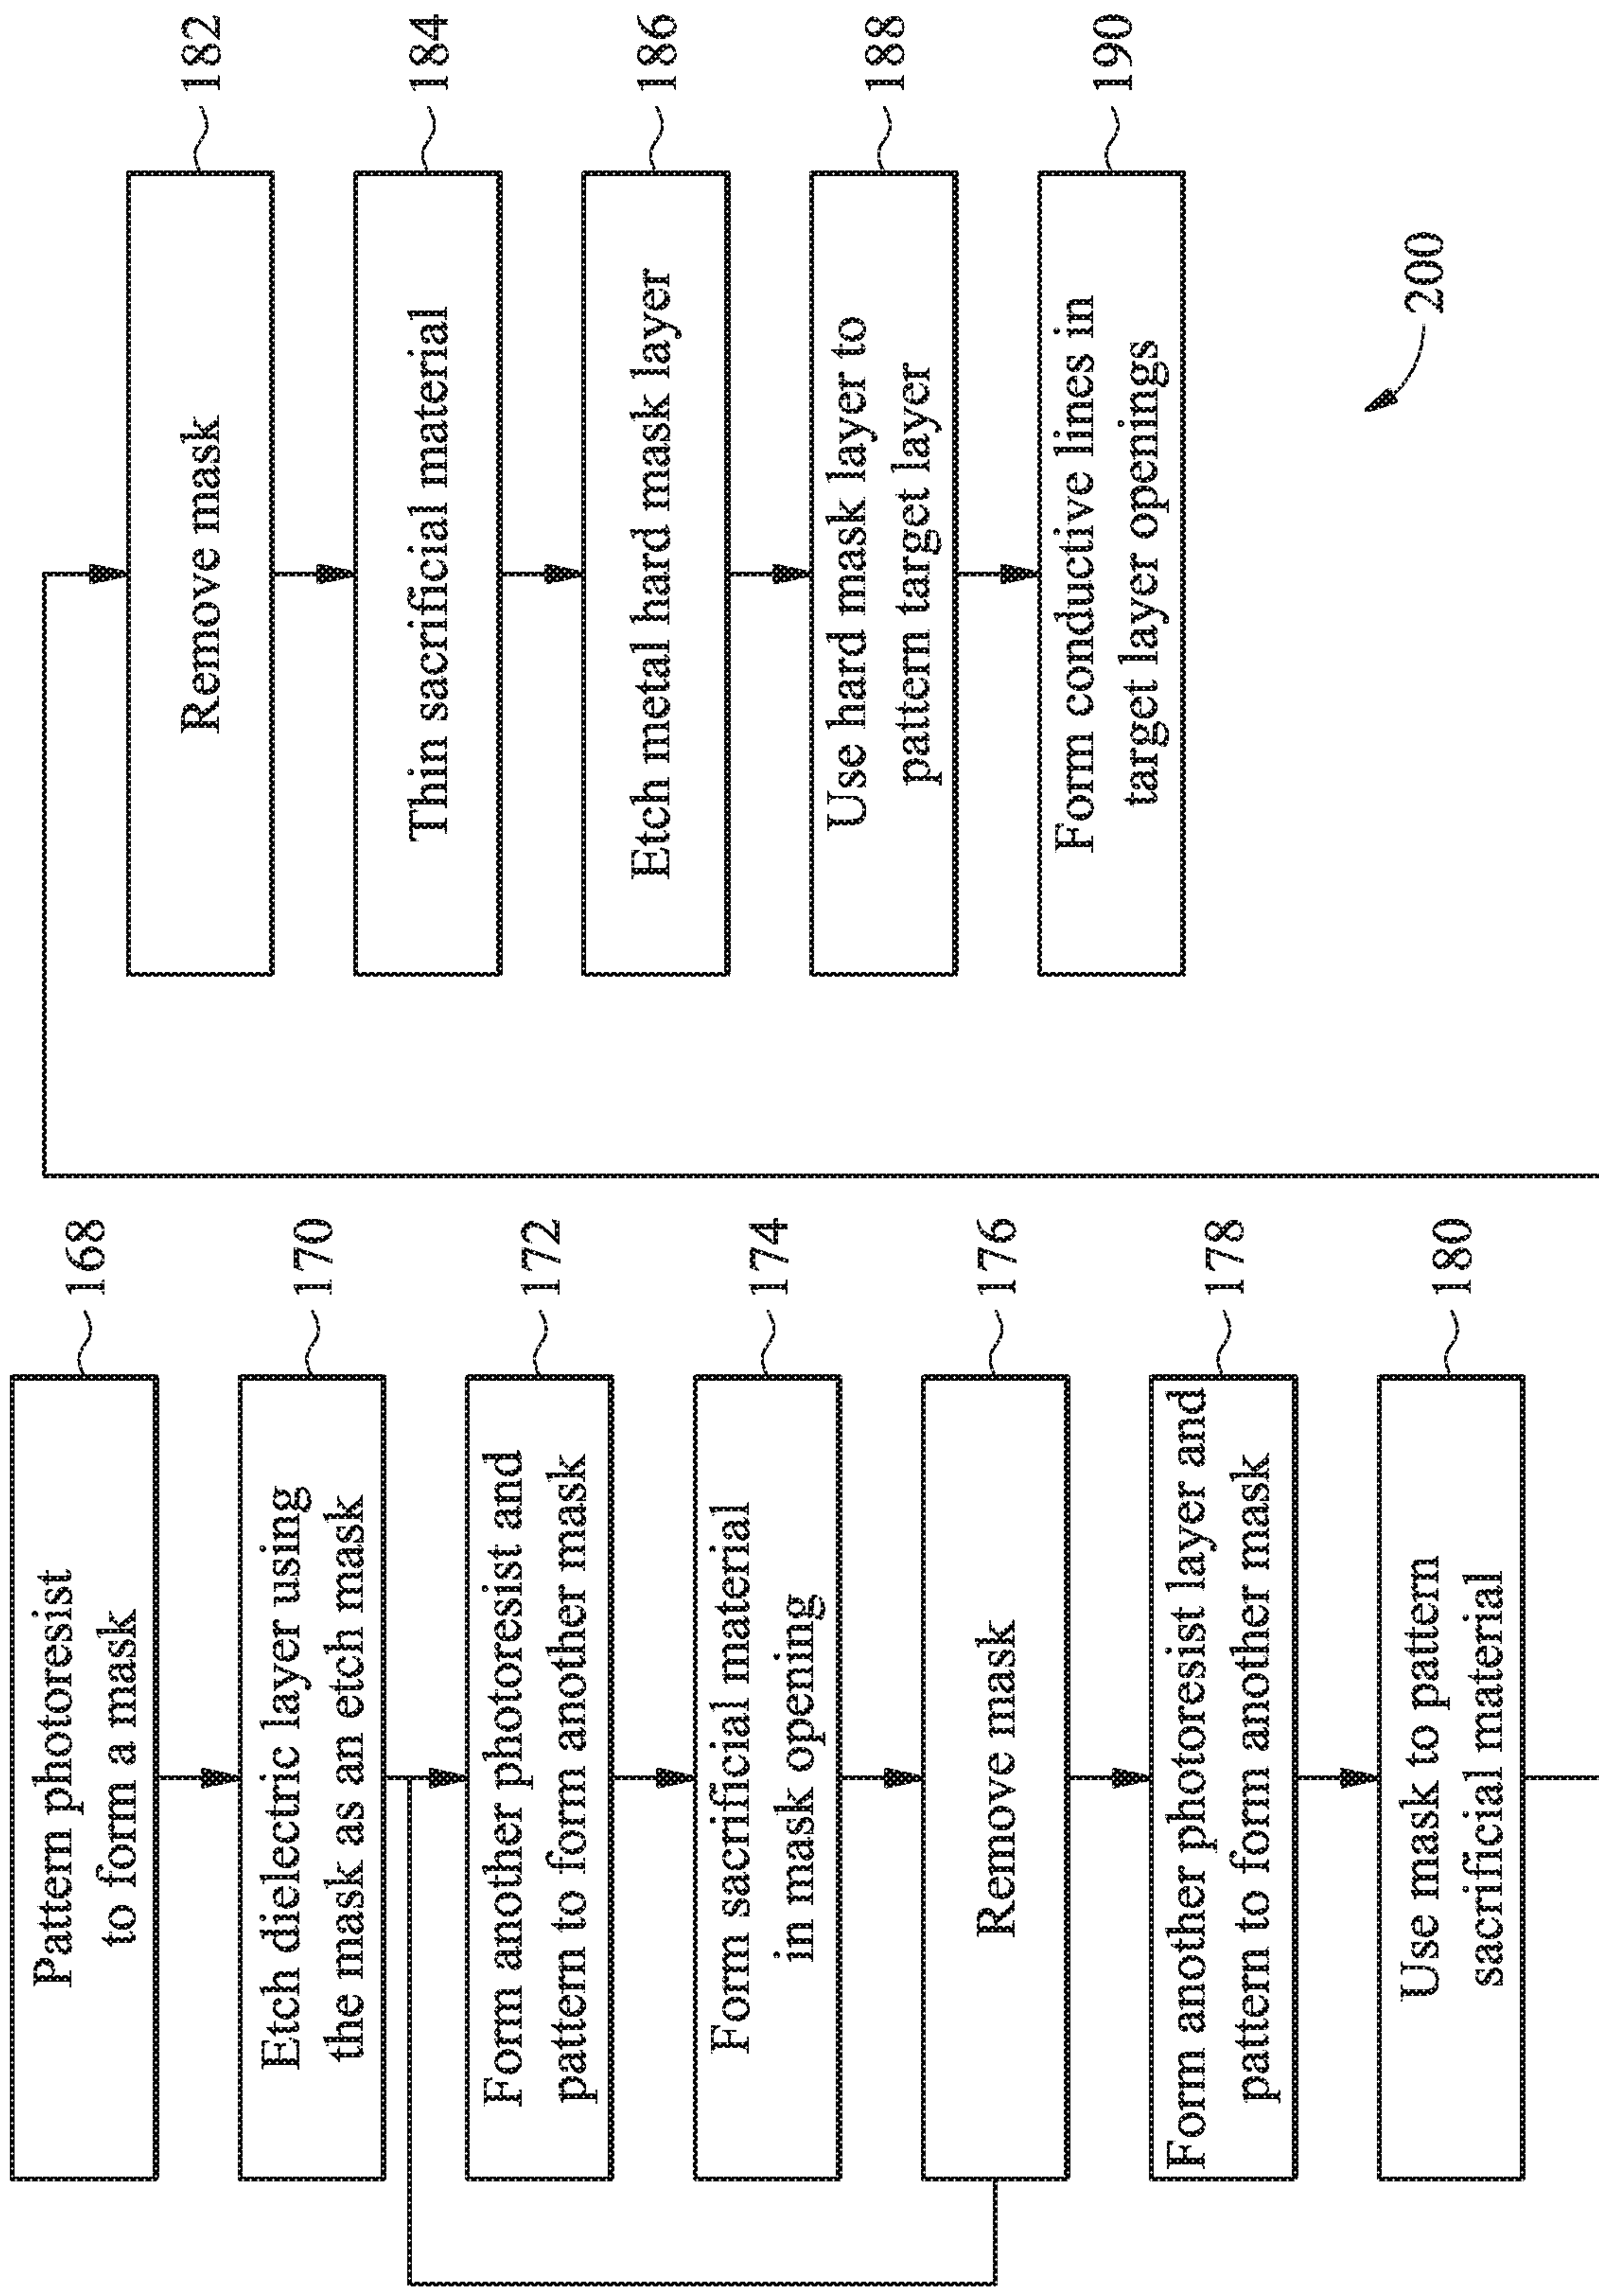 Pattern photoresist
to form a mask
168
Etch dielectric layer using
the mask as an etch mask
170
Form another photoresist and
pattern to form another mask
172
Form sacrificial material
in mask opening
174
Remove mask
176
Form another photoresist layer and
pattern to form another mask
178
Use mask to pattern
sacrificial material
180
Remove mask
182
Thin sacrificial material
184
Etch metal hard mask layer
186
Use hard mask layer to
pattern target layer
188
Form conductive lines in
target layer openings
190
200